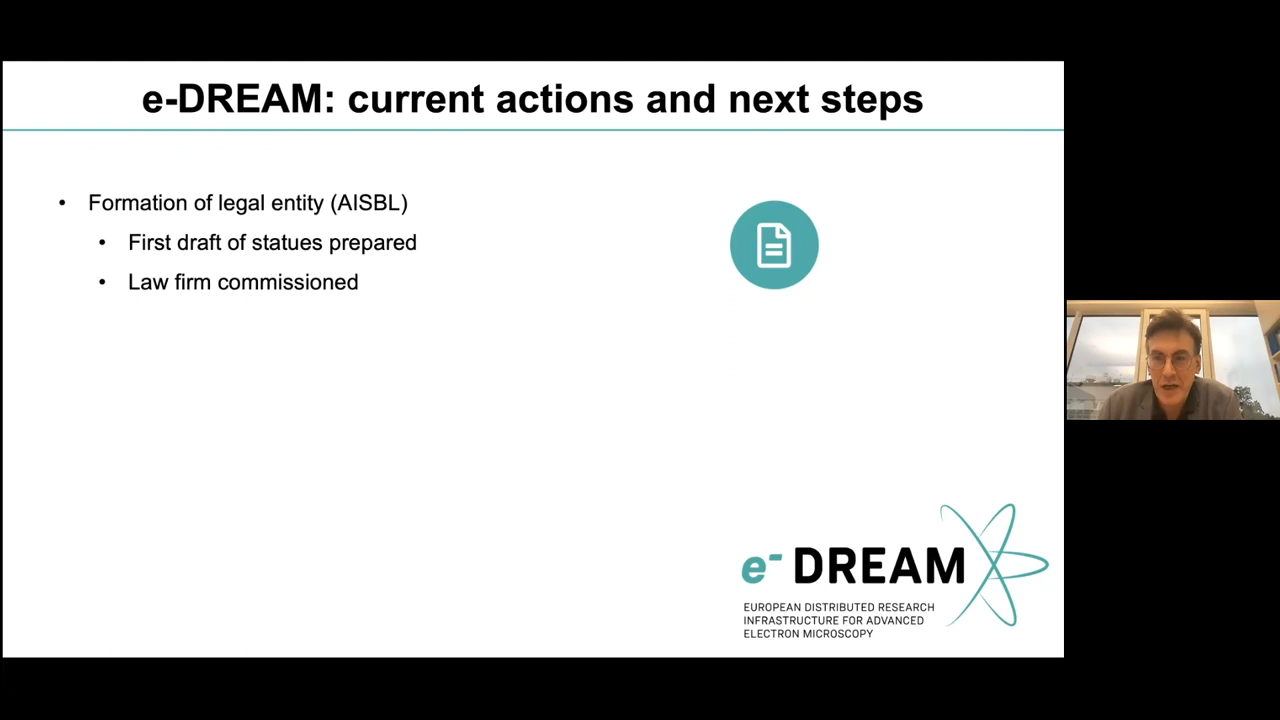 e-DREAM: current actions and next steps
• Formation of legal entity (AISBL)
• First draft of statues prepared
• Law firm commissioned
e- DREAM
EUROPEAN DISTRIBUTED RESEARCH
INFRASTRUCTURE FOR ADVANCED
ELECTRON MICROSCOPY